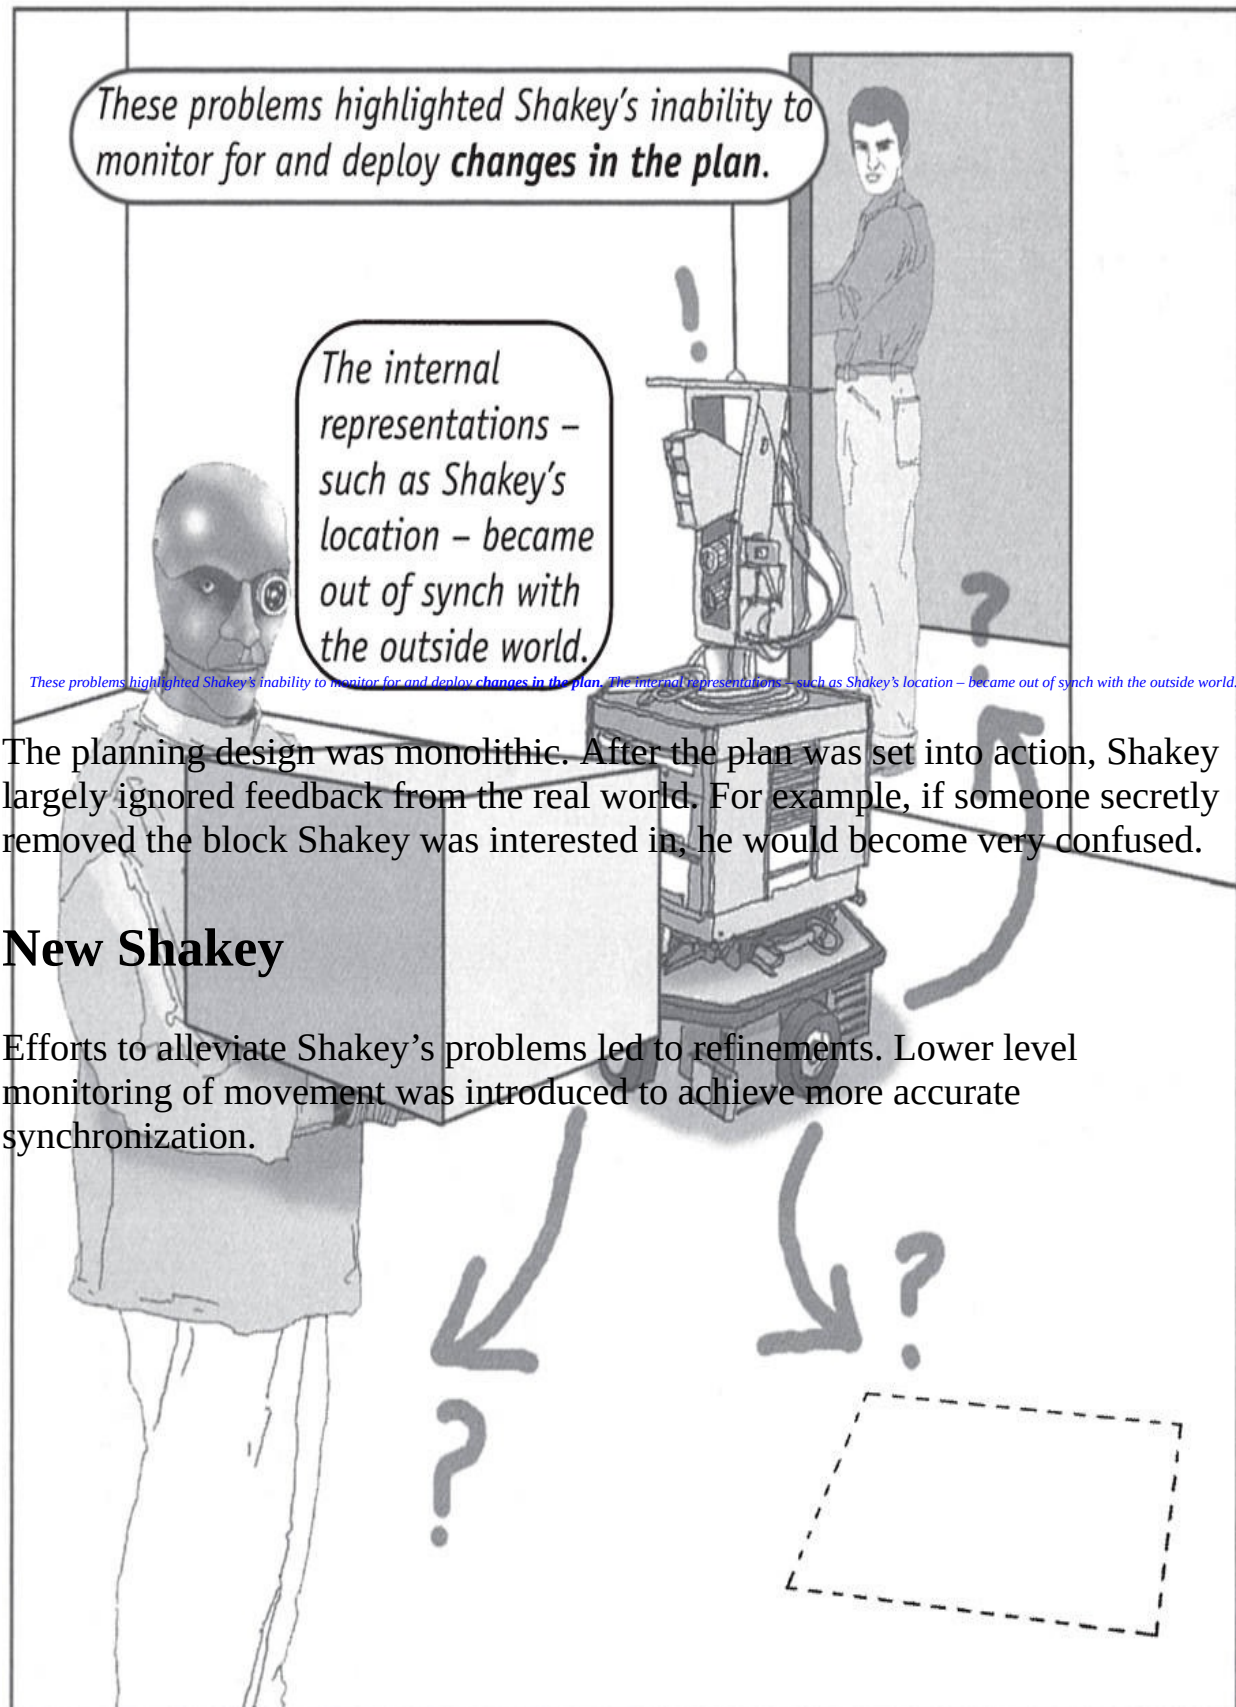 These problems highlighted Shakey's inability to
monitor for and deploy changes in the plan.
The internal
representations –
such as Shakey's
location – became
out of synch with
the outside world.
These problems highlighted Shakey's inability to monitor for and deploy changes in the plan. The internal representations – such as Shakey's location – became out of synch with the outside world.
The planning design was monolithic. After the plan was set into action, Shakey
largely ignored feedback from the real world. For example, if someone secretly
removed the block Shakey was interested in, he would become very confused.
New Shakey
Efforts to alleviate Shakey's problems led to refinements. Lower level
monitoring of movement was introduced to achieve more accurate
synchronization.
!
?
?
?